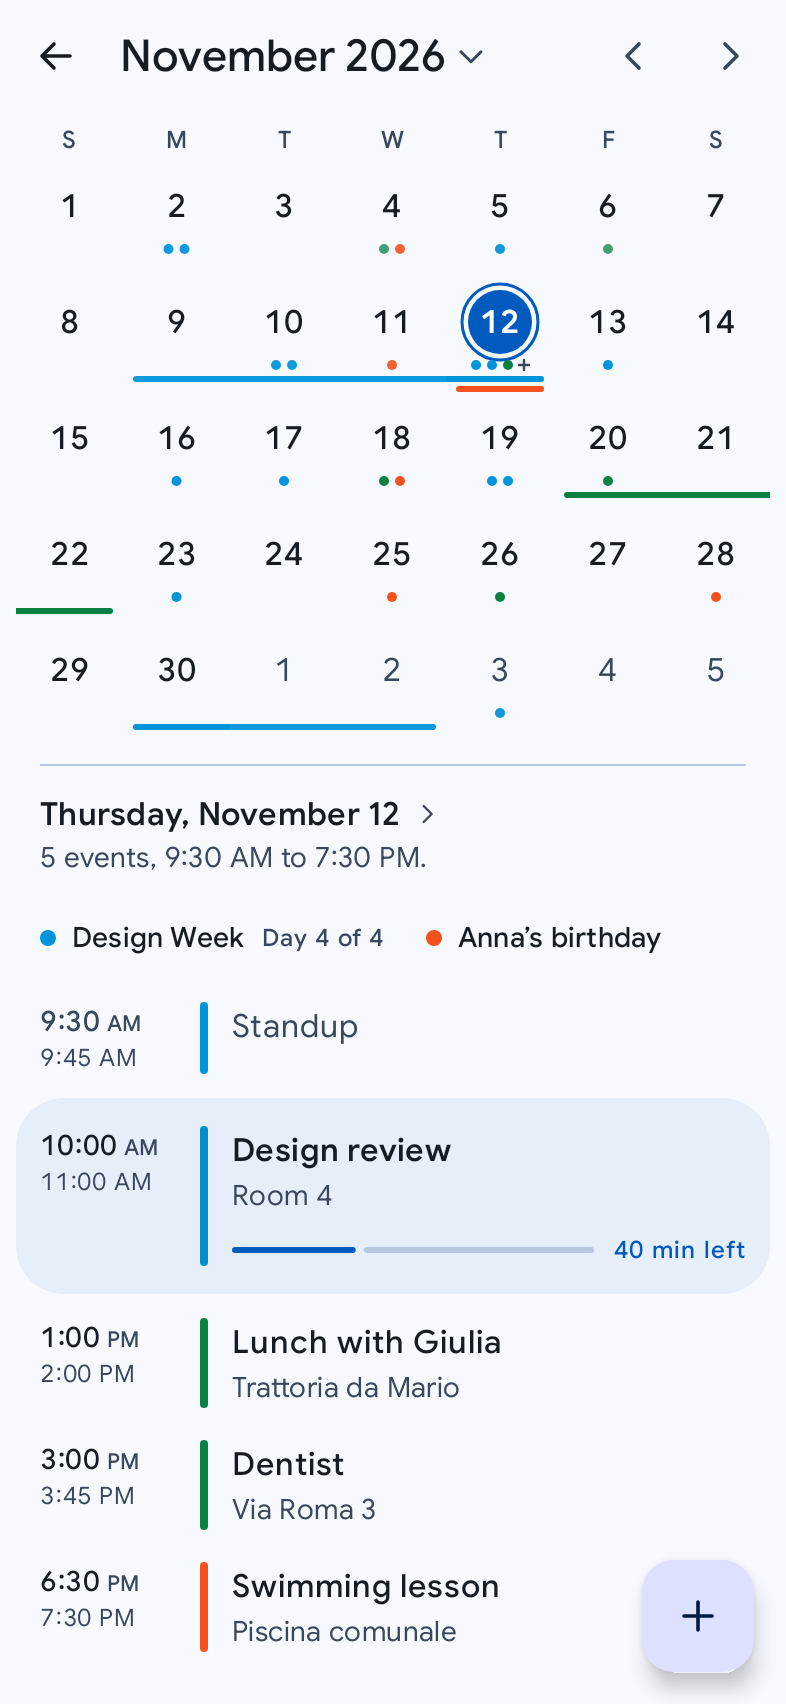 November 2026
S M T W T F S
1 2 3 4 5 6 7
8 9 10 11 12 13 14
+
15 16 17 18 19 20 21
22 23 24 25 26 27 28
29 30 1 2 3 4 5
Thursday, November 12
5 events, 9:30 AM to 7:30 PM.
Design Week Day 4 of 4 Anna’s birthday
9:30 AM Standup
9:45 AM
10:00 AM Design review
11:00 AM Room 4
40 min left
1:00 PM Lunch with Giulia
2:00 PM Trattoria da Mario
3:00 PM Dentist
3:45 PM Via Roma 3
6:30 PM Swimming lesson
7:30 PM Piscina comunale